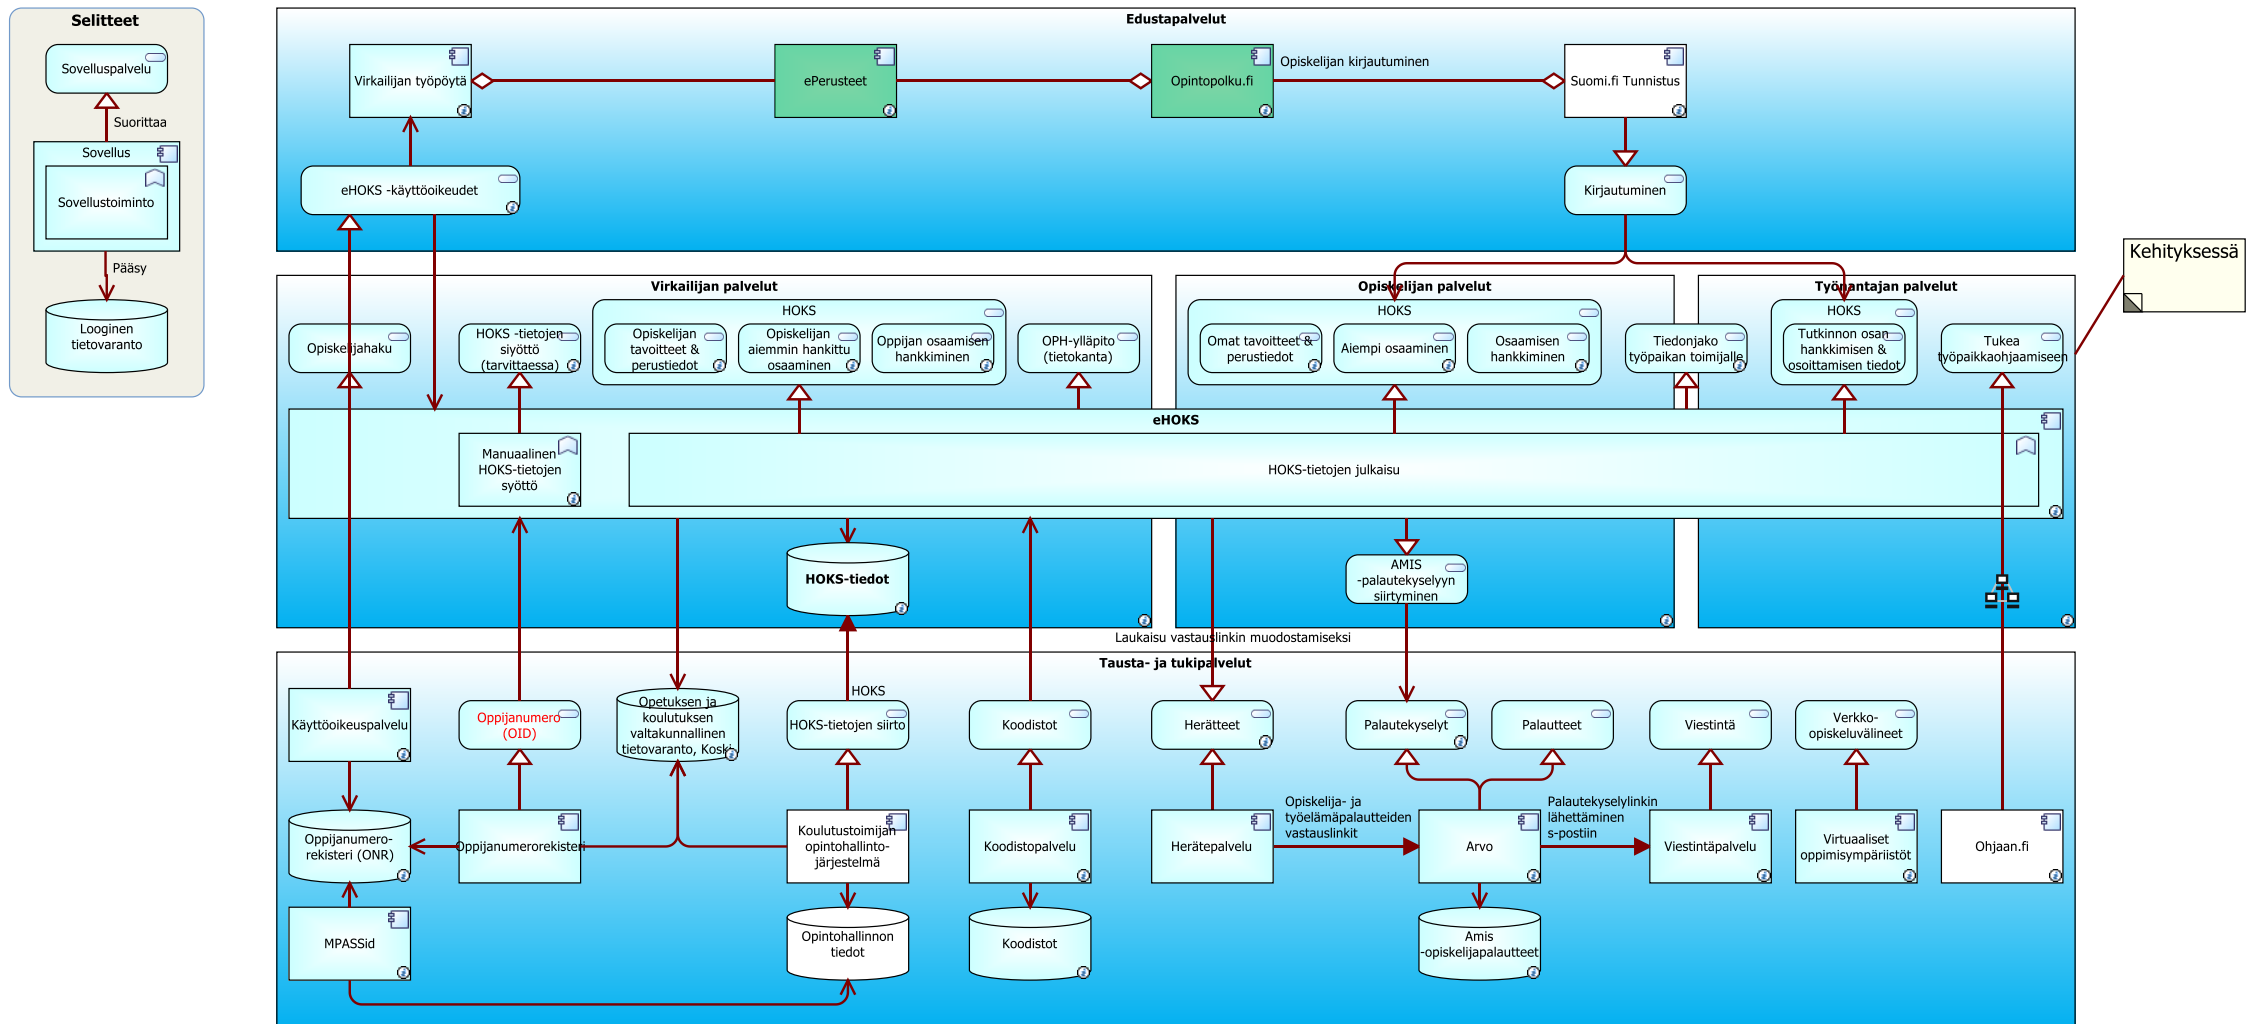 Selitteet
Sovelluspalvelu
Suorittaa
Sovellus
Sovellustoiminto
Pääsy
Looginen
tietovaranto
Edustapalvelut
Virkailijan työpöytä
ePerusteet
Opintopolku.fi
Opiskelijan kirjautuminen
Suomi.fi Tunnistus
eHOKS -käyttöoikeudet
Kirjautuminen
Kehityksessä
Virkailijan palvelut
Opiskelijahaku
HOKS -tietojen
siyöttö
(tarvittaessa)
HOKS
Opiskelijan
tavoitteet &
perustiedot
Opiskelijan
aiemmin hankittu
osaaminen
Oppijan osaamisen
hankkiminen
OPH-ylläpito
(tietokanta)
Opiskelijan palvelut
HOKS
Omat tavoitteet &
perustiedot
Aiempi osaaminen
Osaamisen
hankkiminen
Tiedonjako
työpaikan toimijalle
Työnantajan palvelut
HOKS
Tutkinnon osan
hankkimisen &
osoittamisen tiedot
Tukea
työpaikkaohjaamiseen
eHOKS
Manuaalinen
HOKS-tietojen
syöttö
HOKS-tietojen julkaisu
HOKS-tiedot
AMIS
-palautekyselyyn
siirtyminen
Laukaisu vastauslinkin muodostamiseksi
Tausta- ja tukipalvelut
Käyttöoikeuspalvelu
Oppijanumero
(OID)
Opetuksen ja
koulutuksen
valtakunnallinen
tietovaranto, Koski
HOKS
HOKS-tietojen siirto
Koodistot
Herätteet
Palautekyselyt
Palautteet
Viestintä
Verkko-
opiskeluvälineet
Oppijanumero-
rekisteri (ONR)
Oppijanumerorekisteri
Koulutustoimijan
opintohallinto-
järjestelmä
Koodistopalvelu
Herätepalvelu
Opiskelija- ja
työelämäpalautteiden
vastauslinkit
Arvo
Palautekyselylinkin
lähettäminen
s-postiin
Viestintäpalvelu
Virtuaaliset
oppimisympäriistöt
Ohjaan.fi
MPASSid
Opintohallinnon
tiedot
Koodistot
Amis
-opiskelijapalautteet